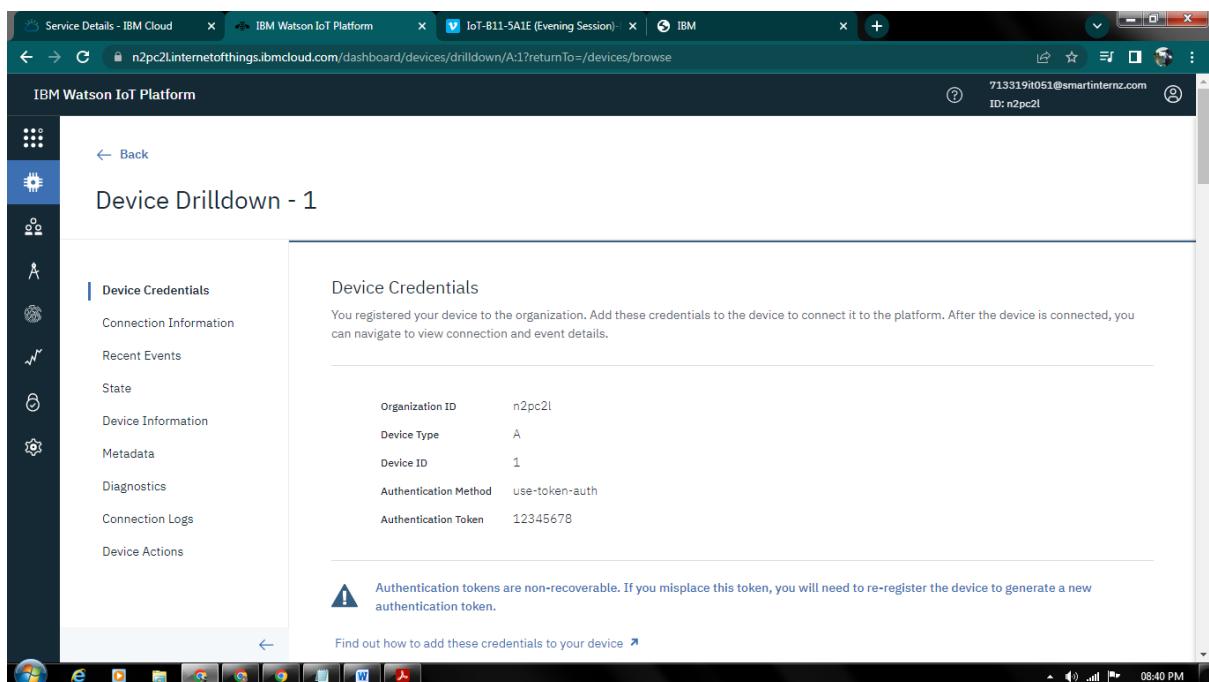 Service Details - IBM Cloud
IBM Watson IoT Platform
IoT-B11-5A1E (Evening Session)-
IBM
n2pc2l.internetofthings.ibmcloud.com/dashboard/devices/drilldown/A:1?returnTo=/devices/browse
IBM Watson IoT Platform
713319it051@smartinternz.com
ID: n2pc2l
Back
Device Drilldown - 1
Device Credentials
Connection Information
Recent Events
State
Device Information
Metadata
Diagnostics
Connection Logs
Device Actions
Device Credentials
You registered your device to the organization. Add these credentials to the device to connect it to the platform. After the device is connected, you
can navigate to view connection and event details.
Organization ID n2pc2l
Device Type A
Device ID 1
Authentication Method use-token-auth
Authentication Token 12345678
Authentication tokens are non-recoverable. If you misplace this token, you will need to re-register the device to generate a new
authentication token.
Find out how to add these credentials to your device
08:40 PM